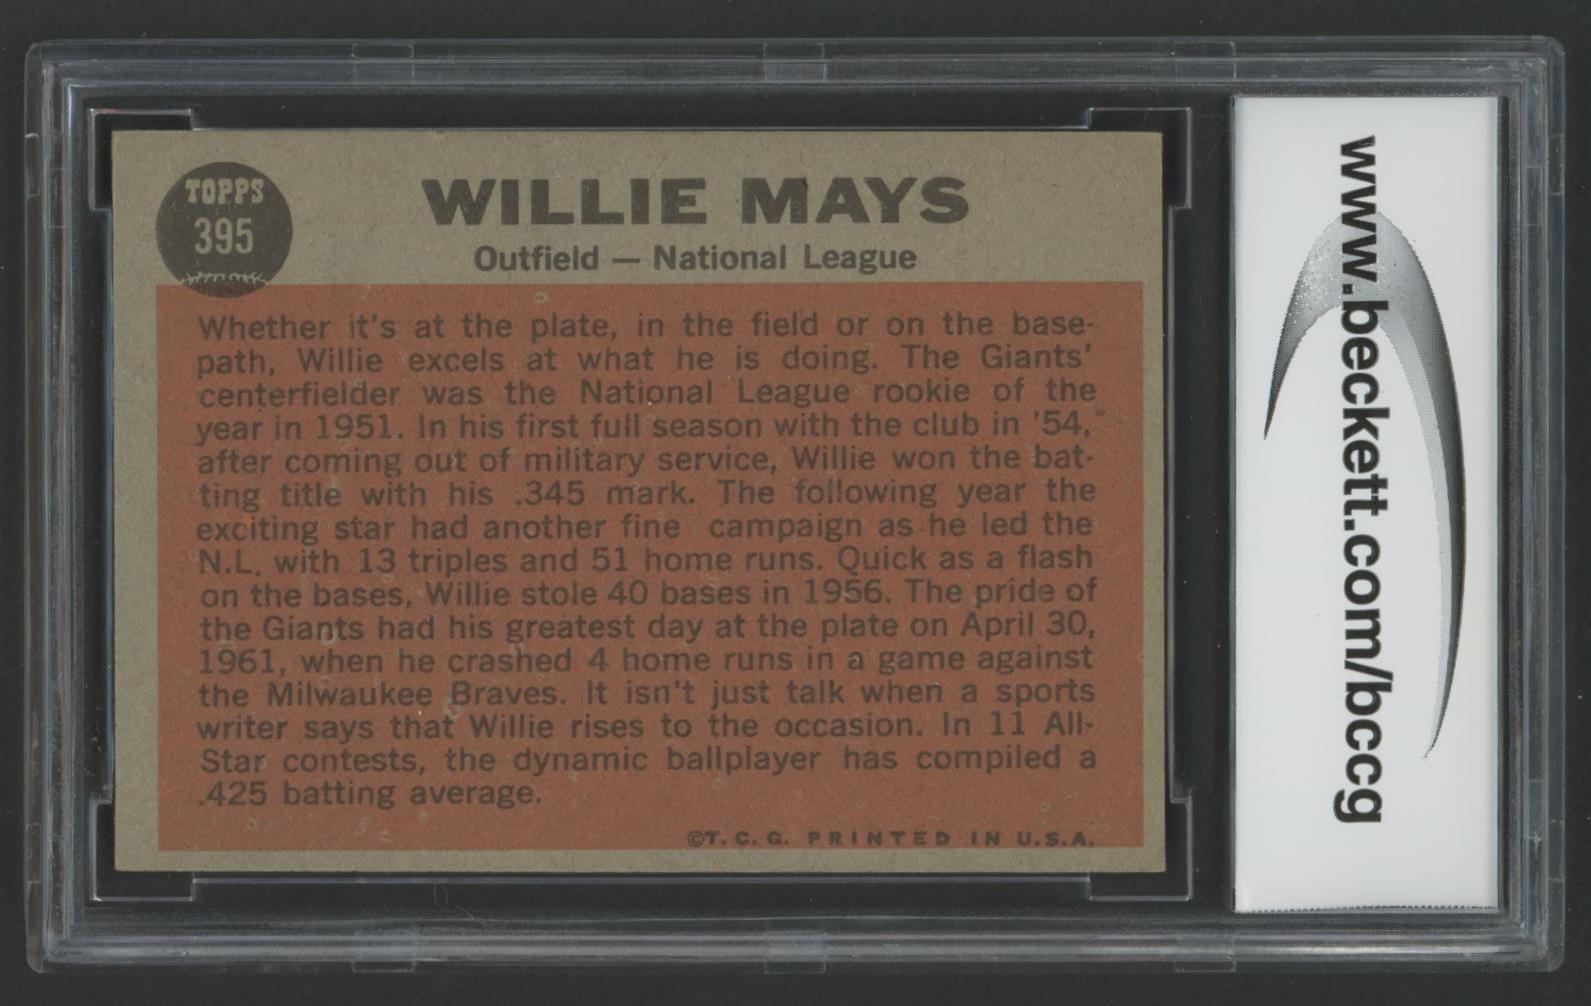 TOPPS
395
WILLIE MAYS
Outfield — National League
Whether it's at the plate, in the field or on the base-
path, Willie excels at what he is doing. The Giants'
centerfielder was the National League rookie of the
year in 1951. In his first full season with the club in '54,
after coming out of military service, Willie won the bat-
ting title with his .345 mark. The following year the
exciting star had another fine campaign as he led the
N.L. with 13 triples and 51 home runs. Quick as a flash
on the bases, Willie stole 40 bases in 1956. The pride of
the Giants had his greatest day at the plate on April 30,
1961, when he crashed 4 home runs in a game against
the Milwaukee Braves. It isn't just talk when a sports
writer says that Willie rises to the occasion. In 11 All-
Star contests, the dynamic ballplayer has compiled a
.425 batting average.
©T. C. G. PRINTED IN U.S.A.
www.beckett.com/bccg